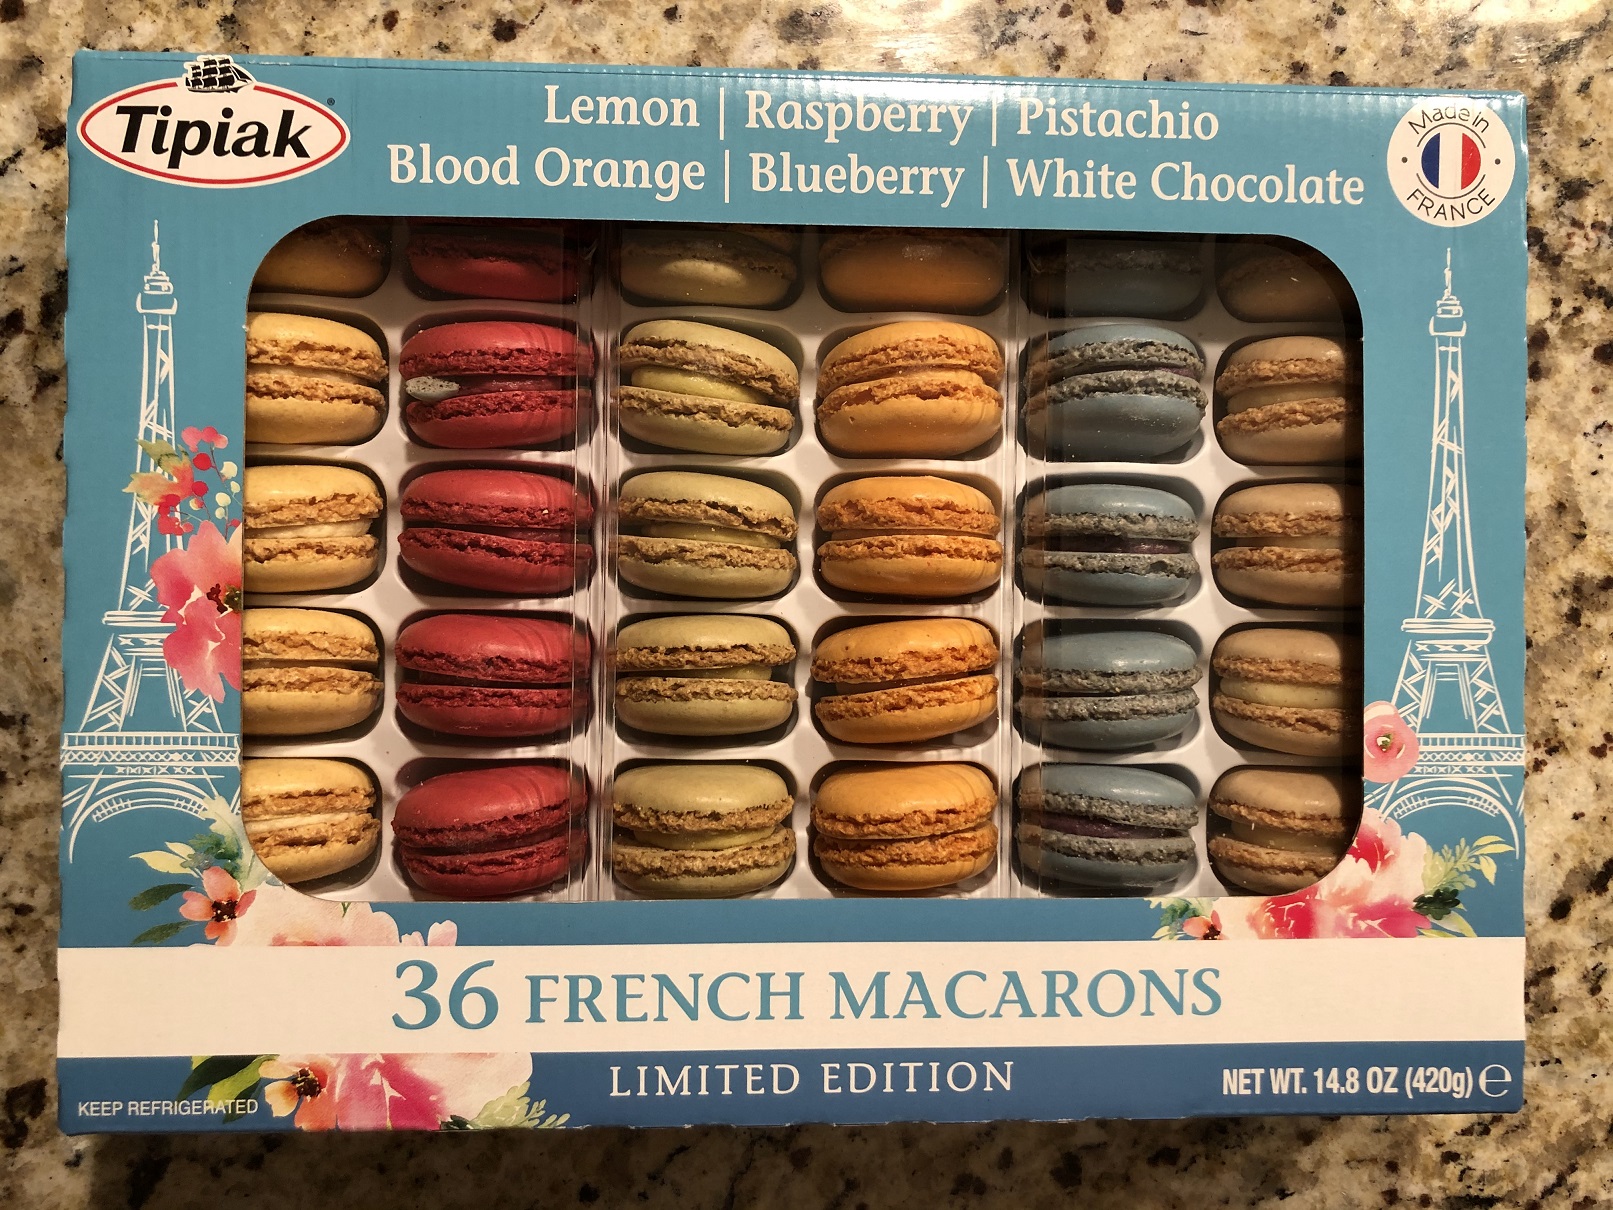 Tipiak®
Lemon | Raspberry | Pistachio
Blood Orange | Blueberry | White Chocolate
Made in
FRANCE
36 FRENCH MACARONS
LIMITED EDITION
NET WT. 14.8 OZ (420g) ℮
KEEP REFRIGERATED